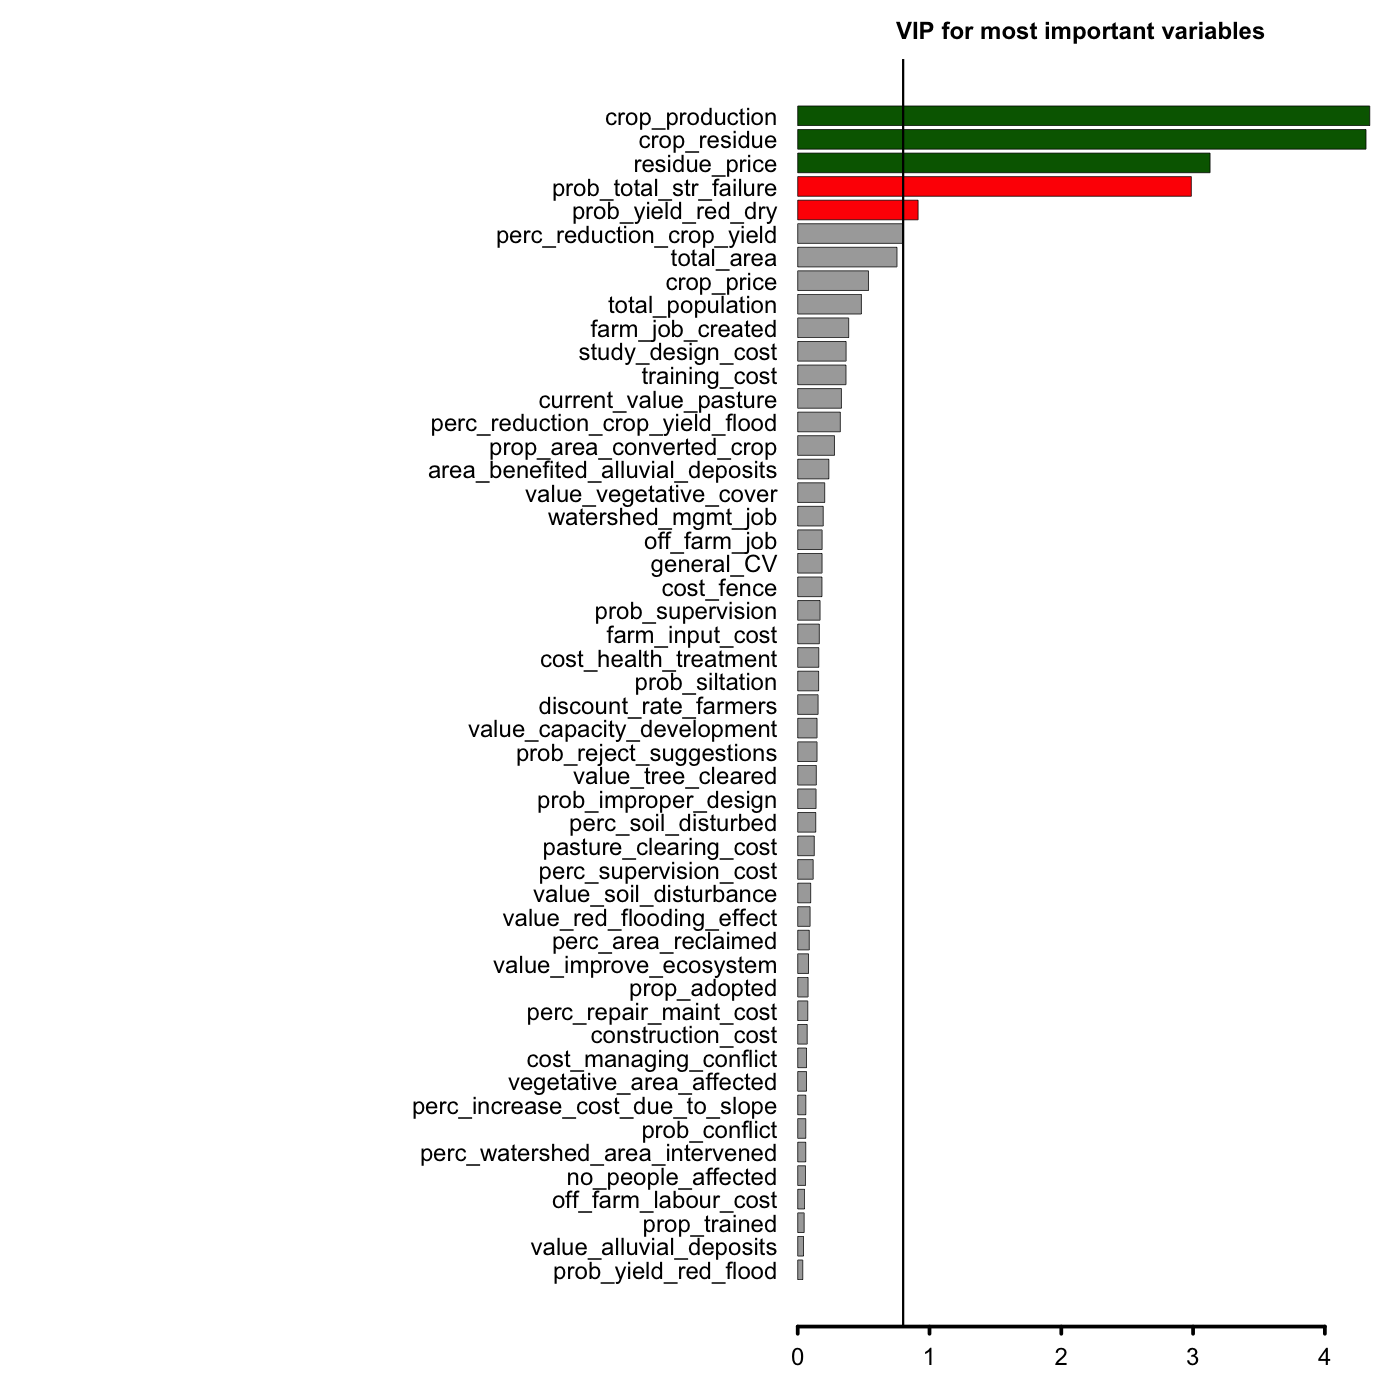 VIP for most important variables
crop_production
crop_residue
residue_price
prob_total_str_failure
prob_yield_red_dry
perc_reduction_crop_yield
total_area
crop_price
total_population
farm_job_created
study_design_cost
training_cost
current_value_pasture
perc_reduction_crop_yield_flood
prop_area_converted_crop
area_benefited_alluvial_deposits
value_vegetative_cover
watershed_mgmt_job
off_farm_job
general_CV
cost_fence
prob_supervision
farm_input_cost
cost_health_treatment
prob_siltation
discount_rate_farmers
value_capacity_development
prob_reject_suggestions
value_tree_cleared
prob_improper_design
perc_soil_disturbed
pasture_clearing_cost
perc_supervision_cost
value_soil_disturbance
value_red_flooding_effect
perc_area_reclaimed
value_improve_ecosystem
prop_adopted
perc_repair_maint_cost
construction_cost
cost_managing_conflict
vegetative_area_affected
perc_increase_cost_due_to_slope
prob_conflict
perc_watershed_area_intervened
no_people_affected
off_farm_labour_cost
prop_trained
value_alluvial_deposits
prob_yield_red_flood
0 1 2 3 4